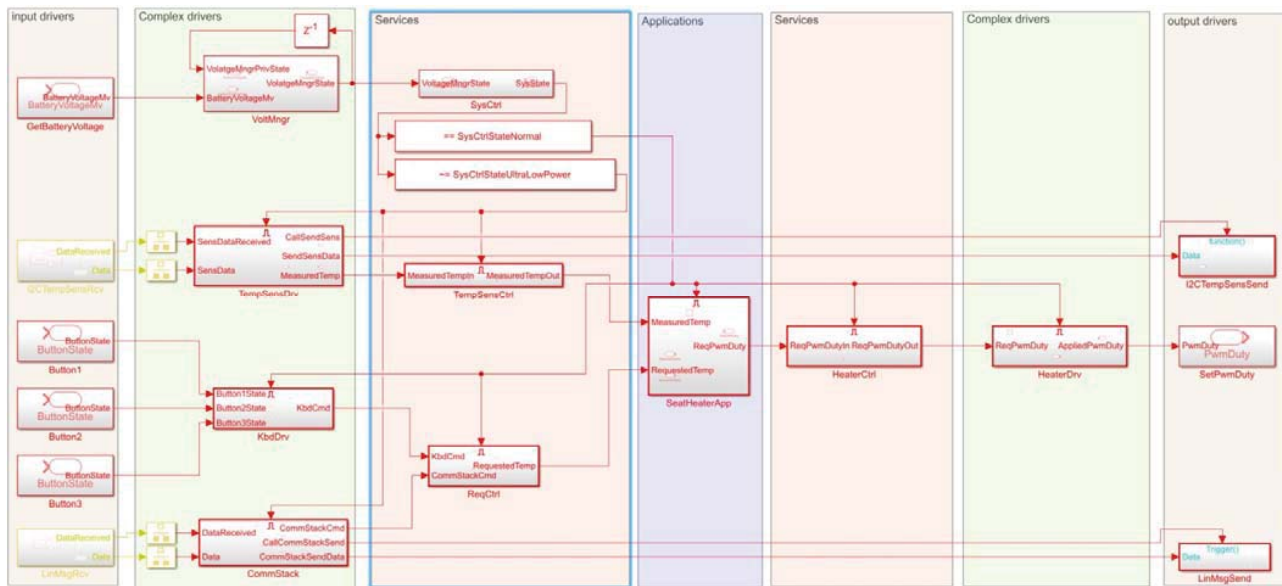 input drivers
Complex drivers
Services
Applications
Services
Complex drivers
output drivers
Z-1
VolatgeMngrPrivState
VolatgeMngrState
BatteryVoltageMv
VoltMngr
BatteryVoltageMv
BatteryVoltageMv
GetBatteryVoltage
VoltageMngrState
SysState
SysCtrl
== SysCtrlStateNormal
~= SysCtrlStateUltraLowPower
DataReceived
Data
I2CTempSensRcv
SensDataReceived
CallSendSens
SendSensData
SensData
MeasuredTemp
TempSensDrv
MeasuredTempIn
MeasuredTempOut
TempSensCtrl
function()
Data
I2CTempSensSend
MeasuredTemp
ReqPwmDuty
RequestedTemp
SeatHeaterApp
ReqPwmDutyIn
ReqPwmDutyOut
HeaterCtrl
ReqPwmDuty
AppliedPwmDuty
HeaterDrv
PwmDuty
PwmDuty
SetPwmDuty
ButtonState
ButtonState
Button1
ButtonState
ButtonState
Button2
ButtonState
ButtonState
Button3
Button1State
Button2State
KbdCmd
Button3State
KbdDrv
KbdCmd
RequestedTemp
CommStackCmd
ReqCtrl
DataReceived
Data
LinMsgRcv
DataReceived
CommStackCmd
CallCommStackSend
Data
CommStackSendData
CommStack
Trigger()
Data
LinMsgSend